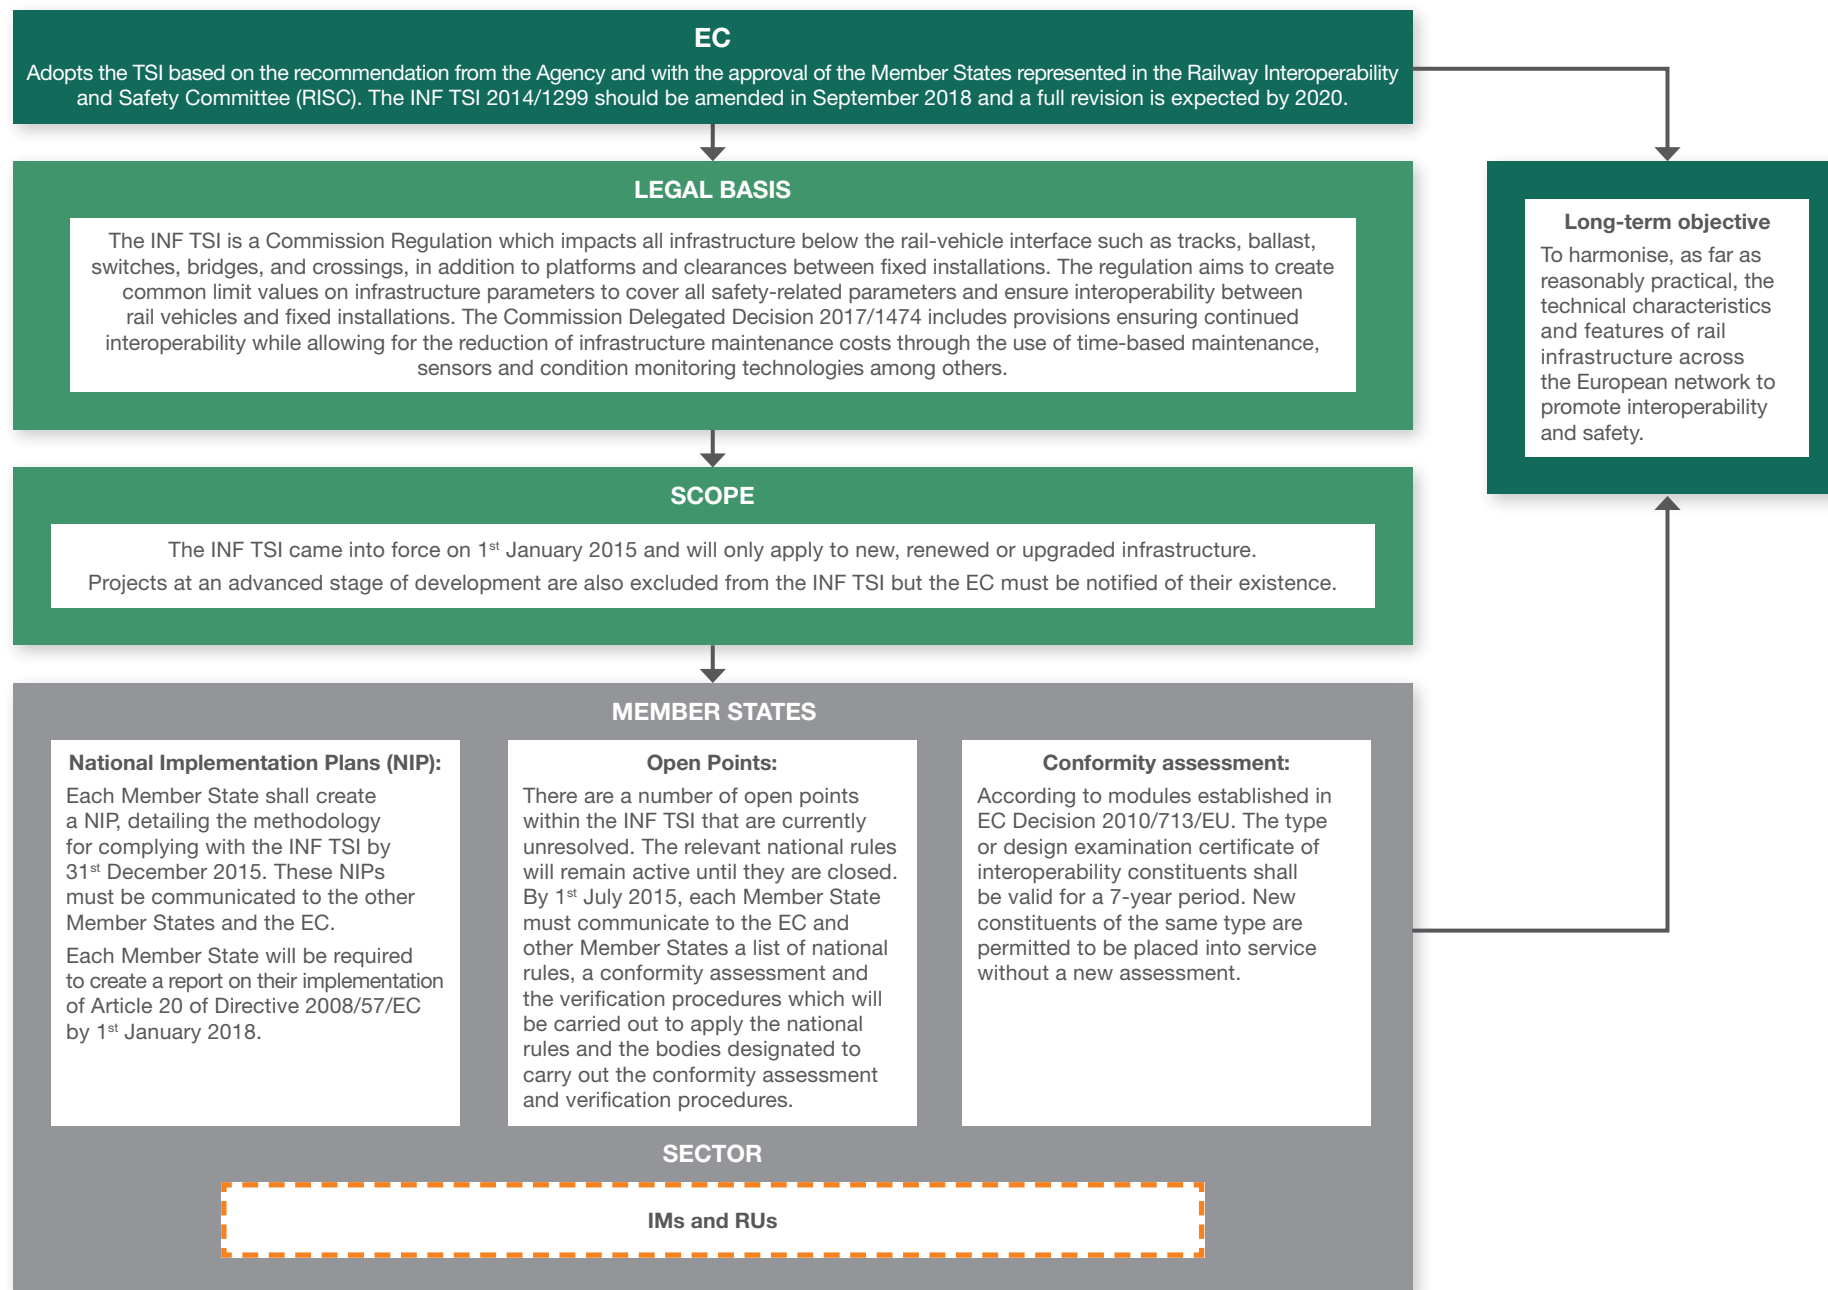 EC
Adopts the TSI based on the recommendation from the Agency and with the approval of the Member States represented in the Railway Interoperability
and Safety Committee (RISC). The INF TSI 2014/1299 should be amended in September 2018 and a full revision is expected by 2020.
LEGAL BASIS
The INF TSI is a Commission Regulation which impacts all infrastructure below the rail-vehicle interface such as tracks, ballast,
switches, bridges, and crossings, in addition to platforms and clearances between fixed installations. The regulation aims to create
common limit values on infrastructure parameters to cover all safety-related parameters and ensure interoperability between
rail vehicles and fixed installations. The Commission Delegated Decision 2017/1474 includes provisions ensuring continued
interoperability while allowing for the reduction of infrastructure maintenance costs through the use of time-based maintenance,
sensors and condition monitoring technologies among others.
Long-term objective
To harmonise, as far as
reasonably practical, the
technical characteristics
and features of rail
infrastructure across
the European network to
promote interoperability
and safety.
SCOPE
The INF TSI came into force on 1st January 2015 and will only apply to new, renewed or upgraded infrastructure.
Projects at an advanced stage of development are also excluded from the INF TSI but the EC must be notified of their existence.
MEMBER STATES
National Implementation Plans (NIP):
Each Member State shall create
a NIP, detailing the methodology
for complying with the INF TSI by
31st December 2015. These NIPs
must be communicated to the other
Member States and the EC.
Each Member State will be required
to create a report on their implementation
of Article 20 of Directive 2008/57/EC
by 1st January 2018.
Open Points:
There are a number of open points
within the INF TSI that are currently
unresolved. The relevant national rules
will remain active until they are closed.
By 1st July 2015, each Member State
must communicate to the EC and
other Member States a list of national
rules, a conformity assessment and
the verification procedures which will
be carried out to apply the national
rules and the bodies designated to
carry out the conformity assessment
and verification procedures.
Conformity assessment:
According to modules established in
EC Decision 2010/713/EU. The type
or design examination certificate of
interoperability constituents shall
be valid for a 7-year period. New
constituents of the same type are
permitted to be placed into service
without a new assessment.
SECTOR
IMs and RUs